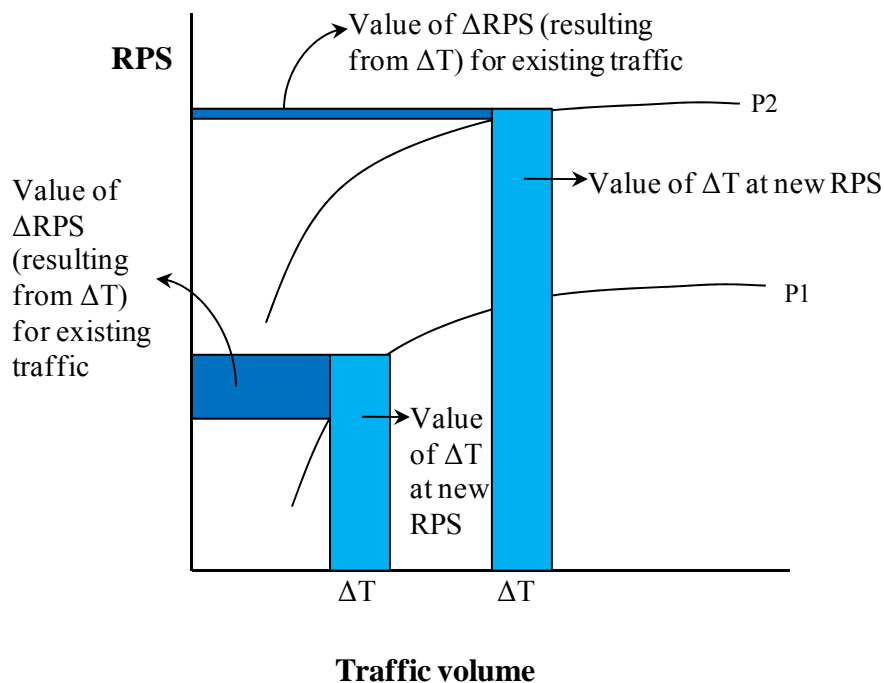 Value of ΔRPS (resulting
from ΔT) for existing traffic
RPS
P2
Value of ΔT at new RPS
Value of
ΔRPS
(resulting
from ΔT)
for existing
traffic
P1
Value
of ΔT
at new
RPS
ΔT
ΔT
Traffic volume